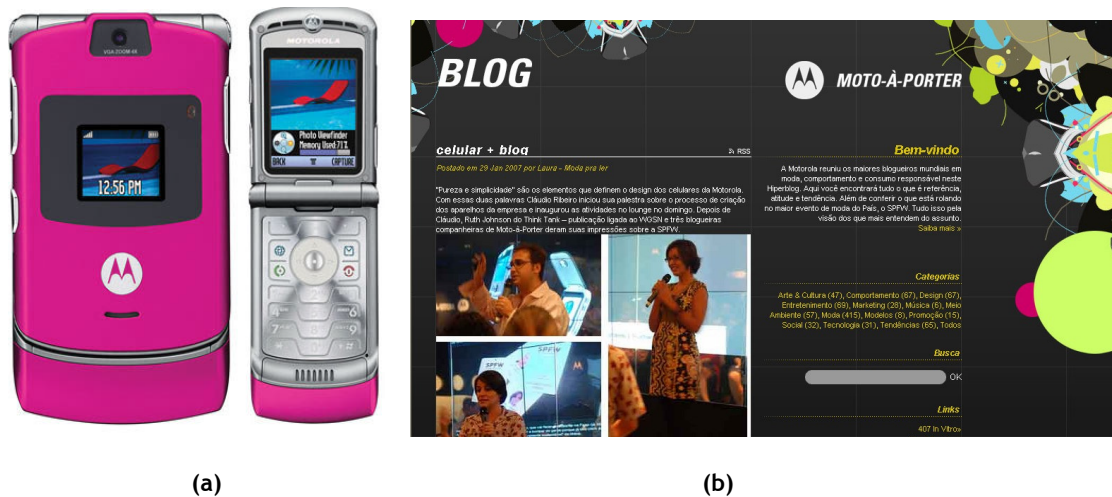 VGA ZOOM 4X
12:56 PM
MOTOROLA
Photo Viewfinder
Memory Used:71%
BACK
CAPTURE
(a)
BLOG
celular + blog
RSS
Postado em 29 Jan 2007 por Laura - Moda pra ler
"Pureza e simplicidade" são os elementos que definem o design dos celulares da Motorola.
Com essas duas palavras Cláudio Ribeiro iniciou sua palestra sobre o processo de criação
dos aparelhos da empresa e inaugurou as atividades no lounge no domingo. Depois de
Cláudio, Ruth Johnson do Think Tank – publicação ligada ao WGSN e três blogueiras
companheiras de Moto-à-Porter deram suas impressões sobre a SPFW.
SPFW
MOTO-À-PORTER
Bem-vindo
A Motorola reuniu os maiores blogueiros mundiais em
moda, comportamento e consumo responsável neste
Hiperblog. Aqui você encontrará tudo o que é referência,
atitude e tendência. Além de conferir o que está rolando
no maior evento de moda do País, o SPFW. Tudo isso pela
visão dos que mais entendem do assunto.
Saiba mais »
Categorias
Arte & Cultura (47), Comportamento (67), Design (67),
Entretenimento (69), Marketing (28), Música (6), Meio
Ambiente (57), Moda (415), Modelos (8), Promoção (15),
Social (32), Tecnologia (31), Tendências (65), Todos
Busca
OK
Links
407 In Vitro»
(b)